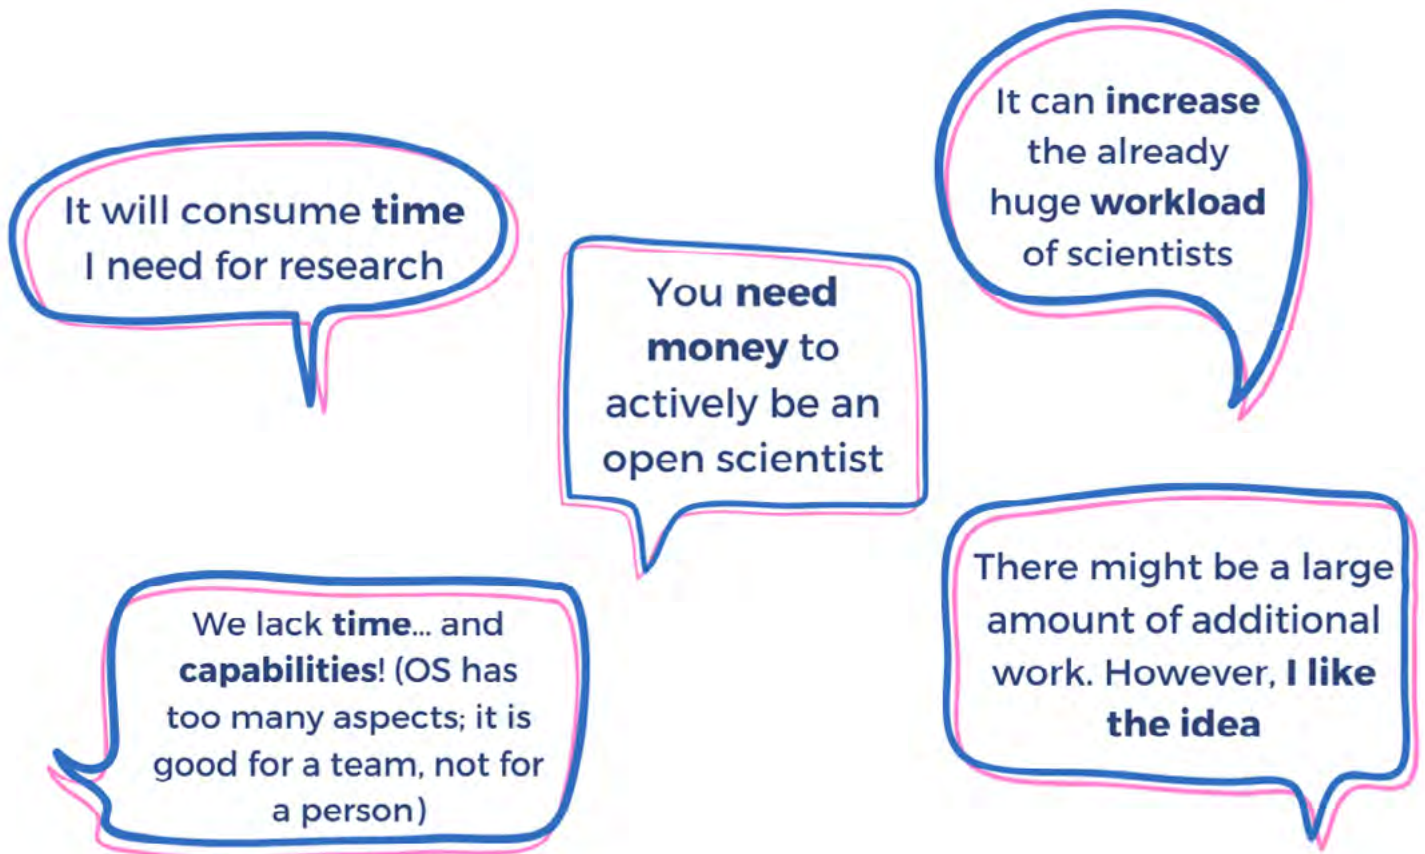 It will consume time
I need for research
You need
money to
actively be an
open scientist
It can increase
the already
huge workload
of scientists
We lack time... and
capabilities! (OS has
too many aspects; it is
good for a team, not for
a person)
There might be a large
amount of additional
work. However, I like
the idea